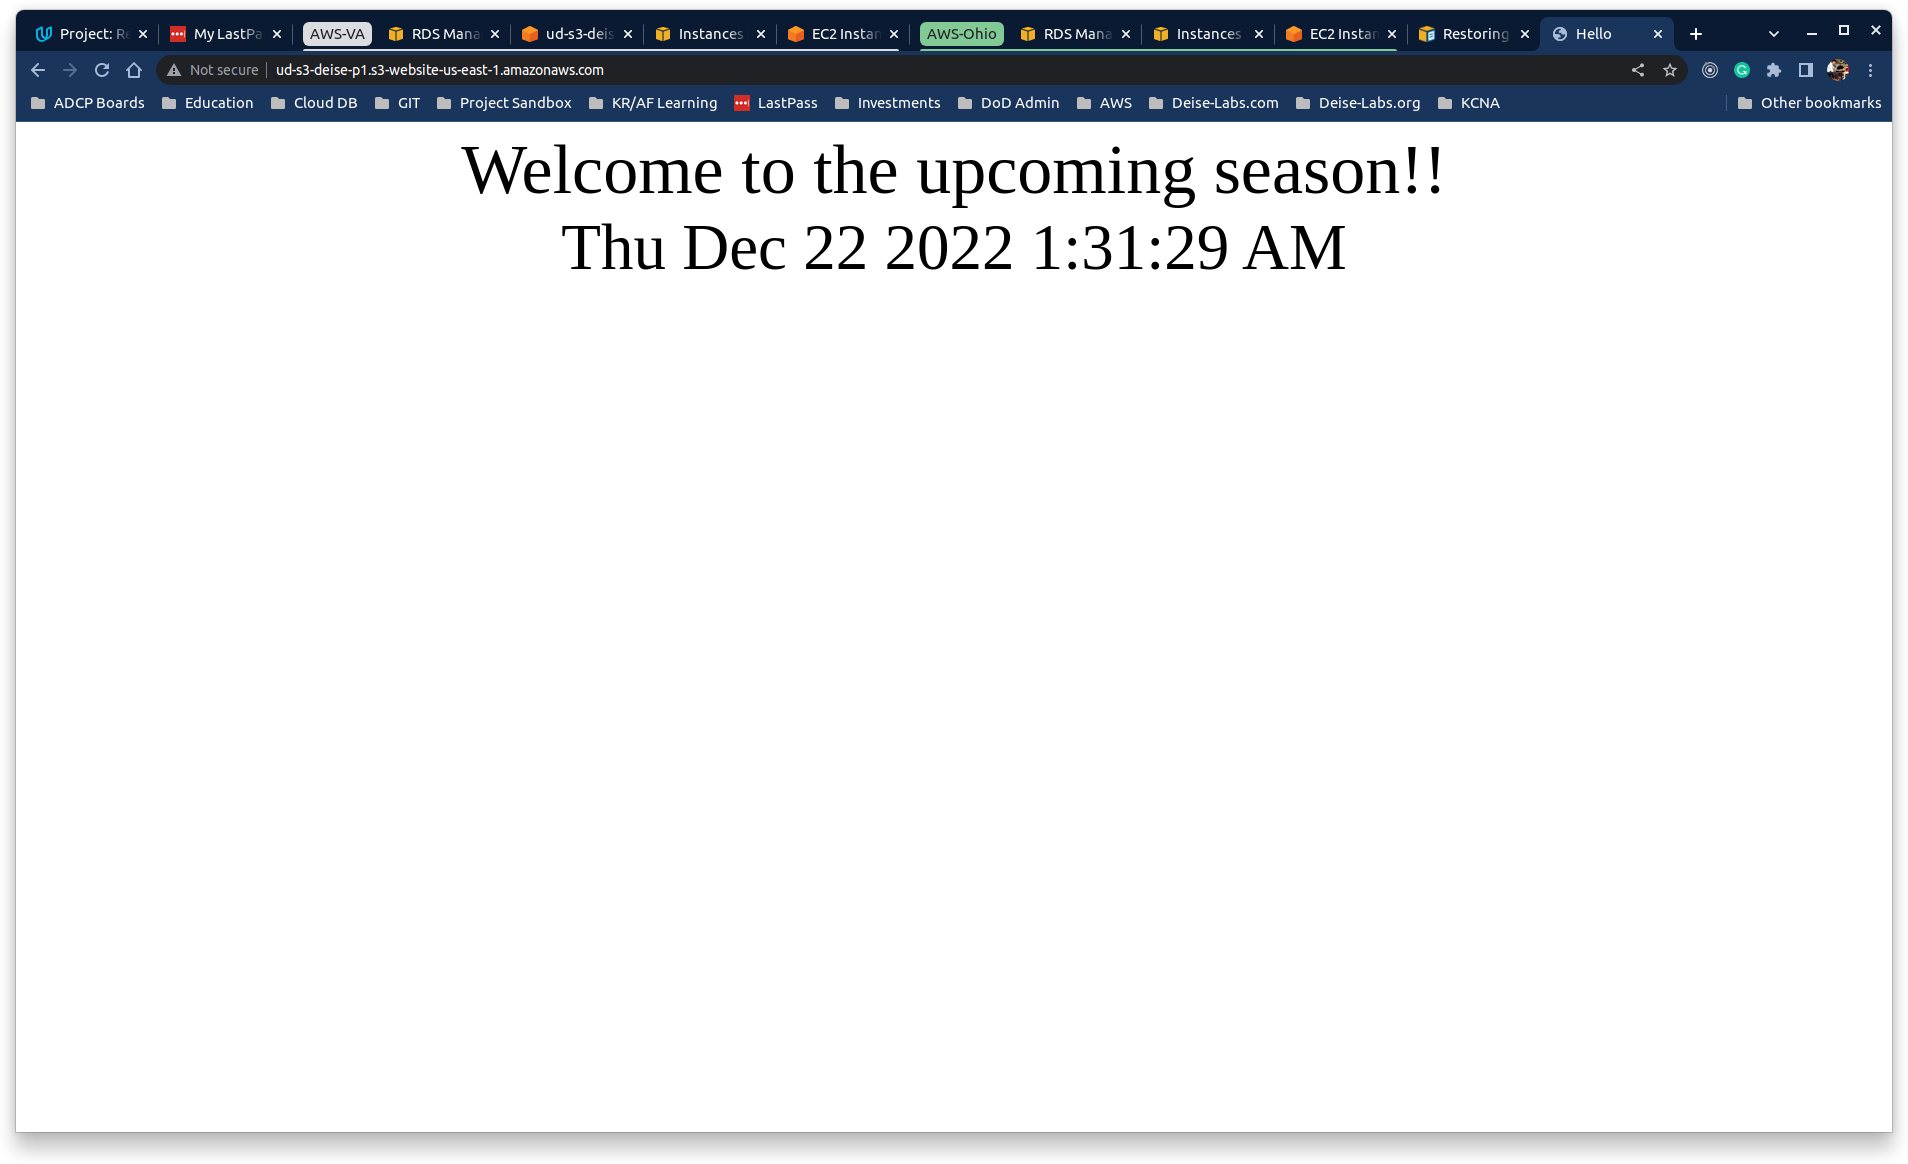 Project: Re
My LastPa
AWS-VA
RDS Mana
ud-s3-deis
Instances
EC2 Instan
AWS-Ohio
RDS Mana
Instances
EC2 Instan
Restoring
Hello
Not secure
ud-s3-deise-p1.s3-website-us-east-1.amazonaws.com
ADCP Boards
Education
Cloud DB
GIT
Project Sandbox
KR/AF Learning
LastPass
Investments
DoD Admin
AWS
Deise-Labs.com
Deise-Labs.org
KCNA
Other bookmarks
Welcome to the upcoming season!!
Thu Dec 22 2022 1:31:29 AM